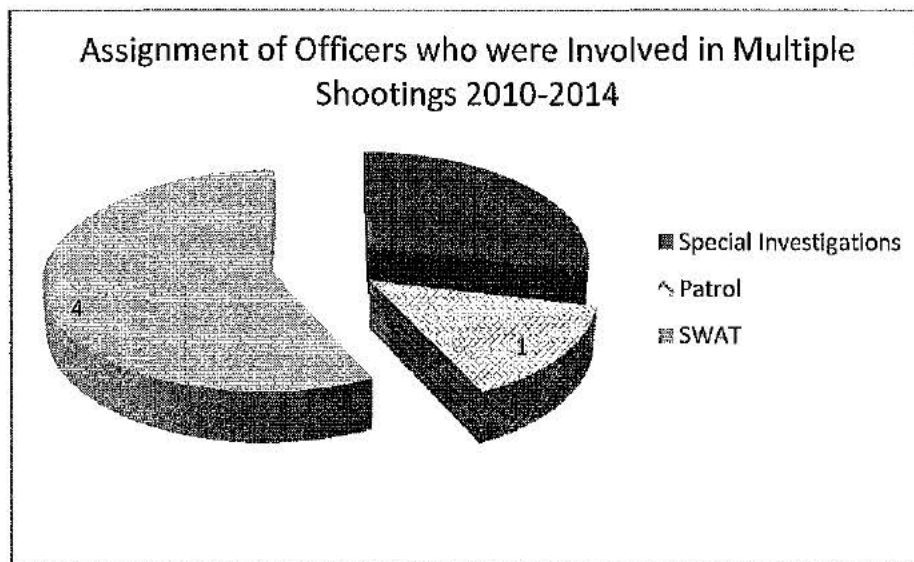 Assignment of Officers who were Involved in Multiple
Shootings 2010-2014
Special Investigations
Patrol
SWAT
4
1